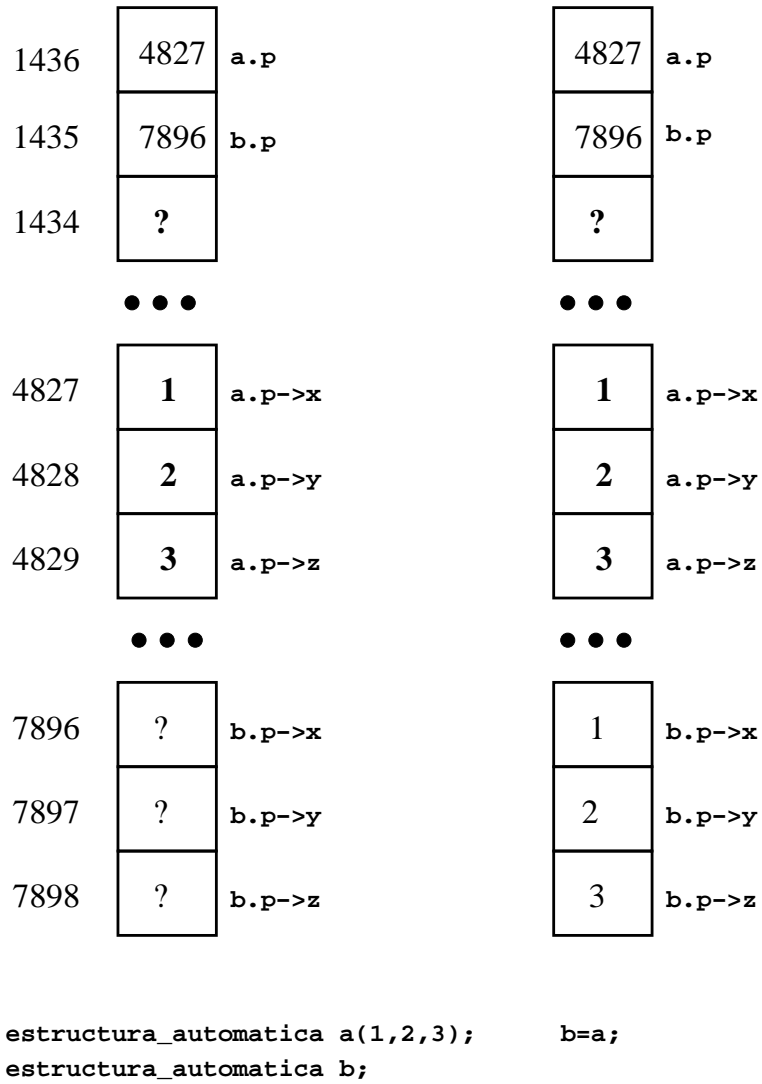 1436 4827 a.p 4827 a.p
1435 7896 b.p 7896 b.p
1434 ? ?
4827 1 a.p->x 1 a.p->x
4828 2 a.p->y 2 a.p->y
4829 3 a.p->z 3 a.p->z
7896 ? b.p->x 1 b.p->x
7897 ? b.p->y 2 b.p->y
7898 ? b.p->z 3 b.p->z
estructura_automatica a(1,2,3); b=a;
estructura_automatica b;